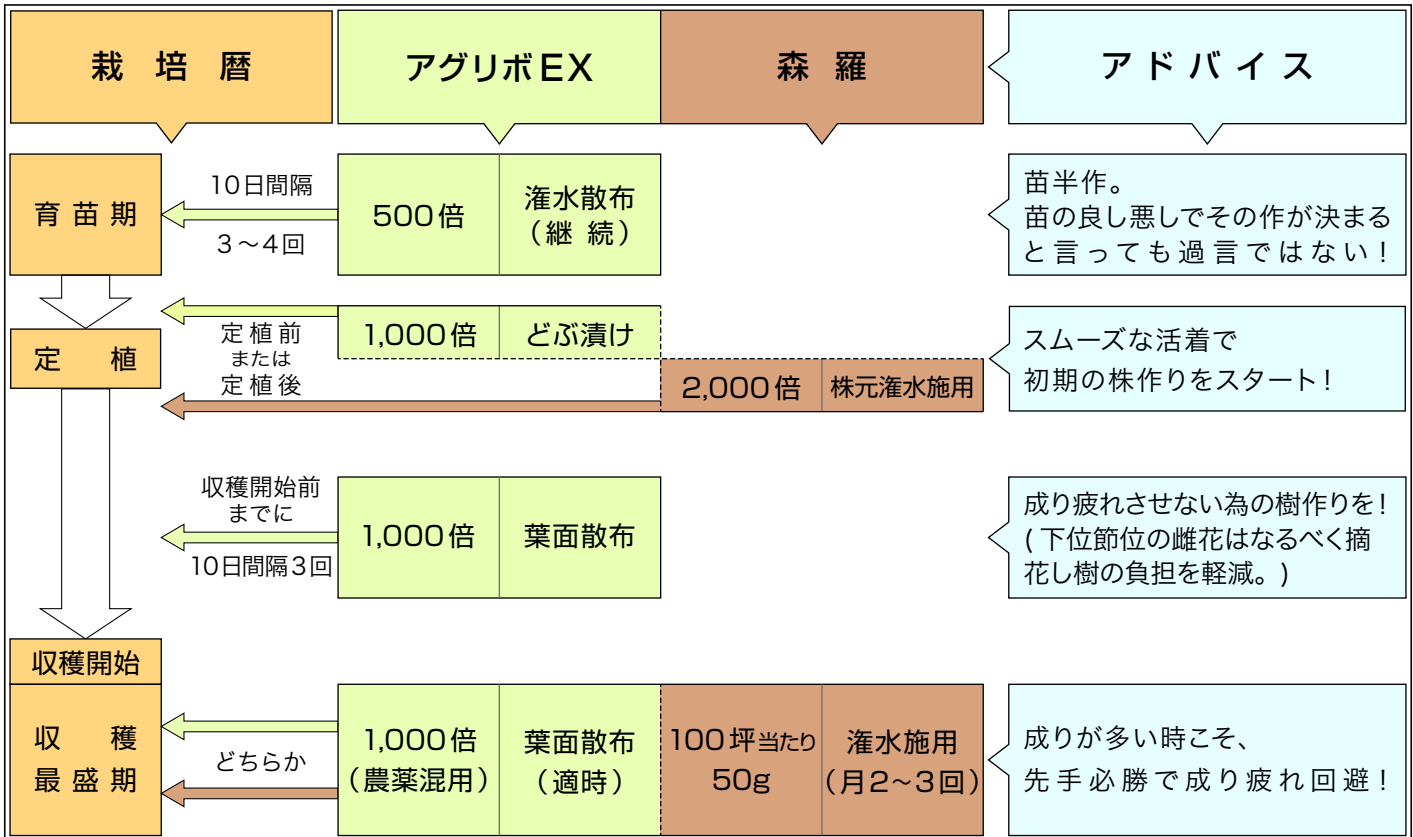 栽培暦
アグリボEX
森羅
アドバイス
育苗期
10日間隔
3〜4回
500倍
潅水散布
（継続）
苗半作。
苗の良し悪しでその作が決まる
と言っても過言ではない！
定植
定植前
または
定植後
1,000倍
どぶ漬け
2,000倍
株元潅水施用
スムーズな活着で
初期の株作りをスタート！
収穫開始前
までに
10日間隔3回
1,000倍
葉面散布
成り疲れさせない為の樹作りを！
(下位節位の雌花はなるべく摘
花し樹の負担を軽減。)
収穫開始
収穫
最盛期
どちらか
1,000倍
（農薬混用）
葉面散布
（適時）
100坪当たり
50g
潅水施用
（月2〜3回）
成りが多い時こそ、
先手必勝で成り疲れ回避！